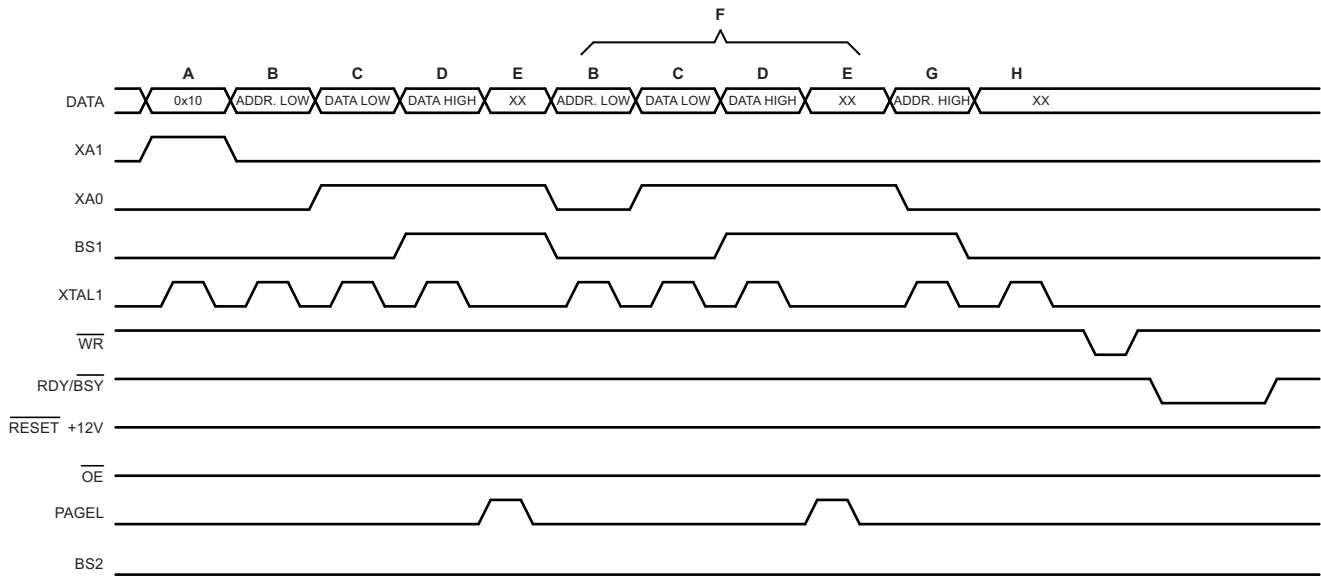 F
A B C D E B C D E G H
DATA 0x10 ADDR. LOW DATA LOW DATA HIGH XX ADDR. LOW DATA LOW DATA HIGH XX ADDR. HIGH XX
XA1
XA0
BS1
XTAL1
WR
RDY/BSY
RESET +12V
OE
PAGEL
BS2